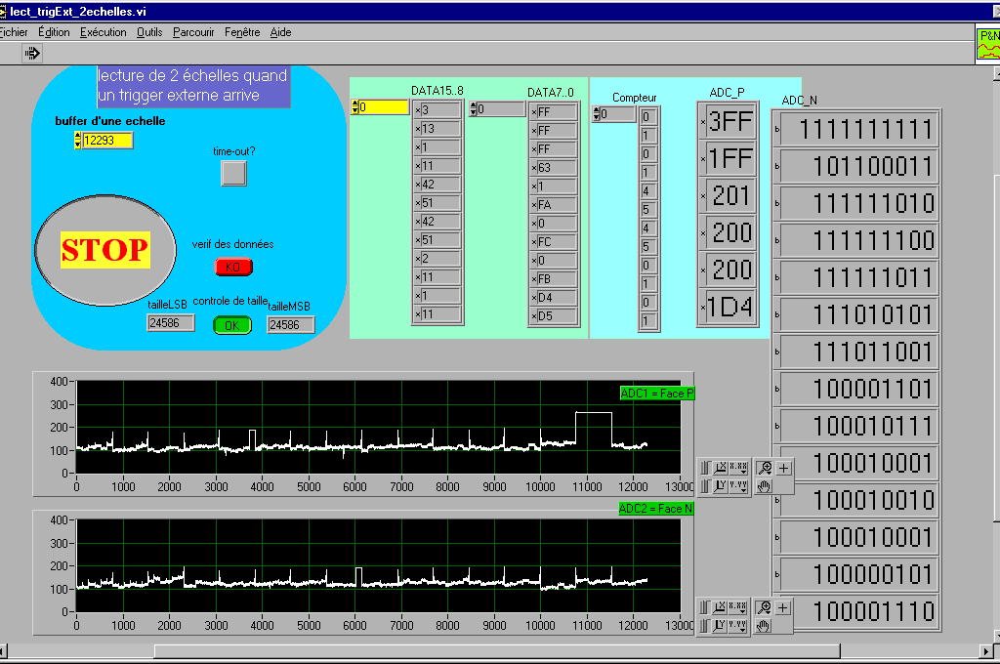 lect_trigExt_2echelles.vi
Fichier Édition Exécution Outils Parcourir Fenêtre Aide
P&N
lecture de 2 échelles quand
un trigger externe arrive
buffer d'une echelle
12293
time-out?
STOP
verif des données
KO
tailleLSB controle de taille tailleMSB
24586 OK 24586
DATA15..8
0
×3
×13
×1
×11
×42
×51
×42
×51
×2
×11
×1
×11
DATA7..0
0
×FF
×FF
×FF
×63
×1
×FA
×0
×FC
×0
×FB
×D4
×D5
Compteur
0
0
1
0
1
4
5
4
5
0
1
0
1
ADC_P
×3FF
×1FF
×201
×200
×200
×1D4
ADC_N
b 1111111111
b 101100011
b 111111010
b 111111100
b 111111011
b 111010101
b 111011001
b 100001101
b 100010111
b 100010001
b 100010010
b 100010001
b 100000101
b 100001110
ADC1 = Face P
400
300
200
100
0
0 1000 2000 3000 4000 5000 6000 7000 8000 9000 10000 11000 12000 13000
ADC2 = Face N
400
300
200
100
0
0 1000 2000 3000 4000 5000 6000 7000 8000 9000 10000 11000 12000 13000